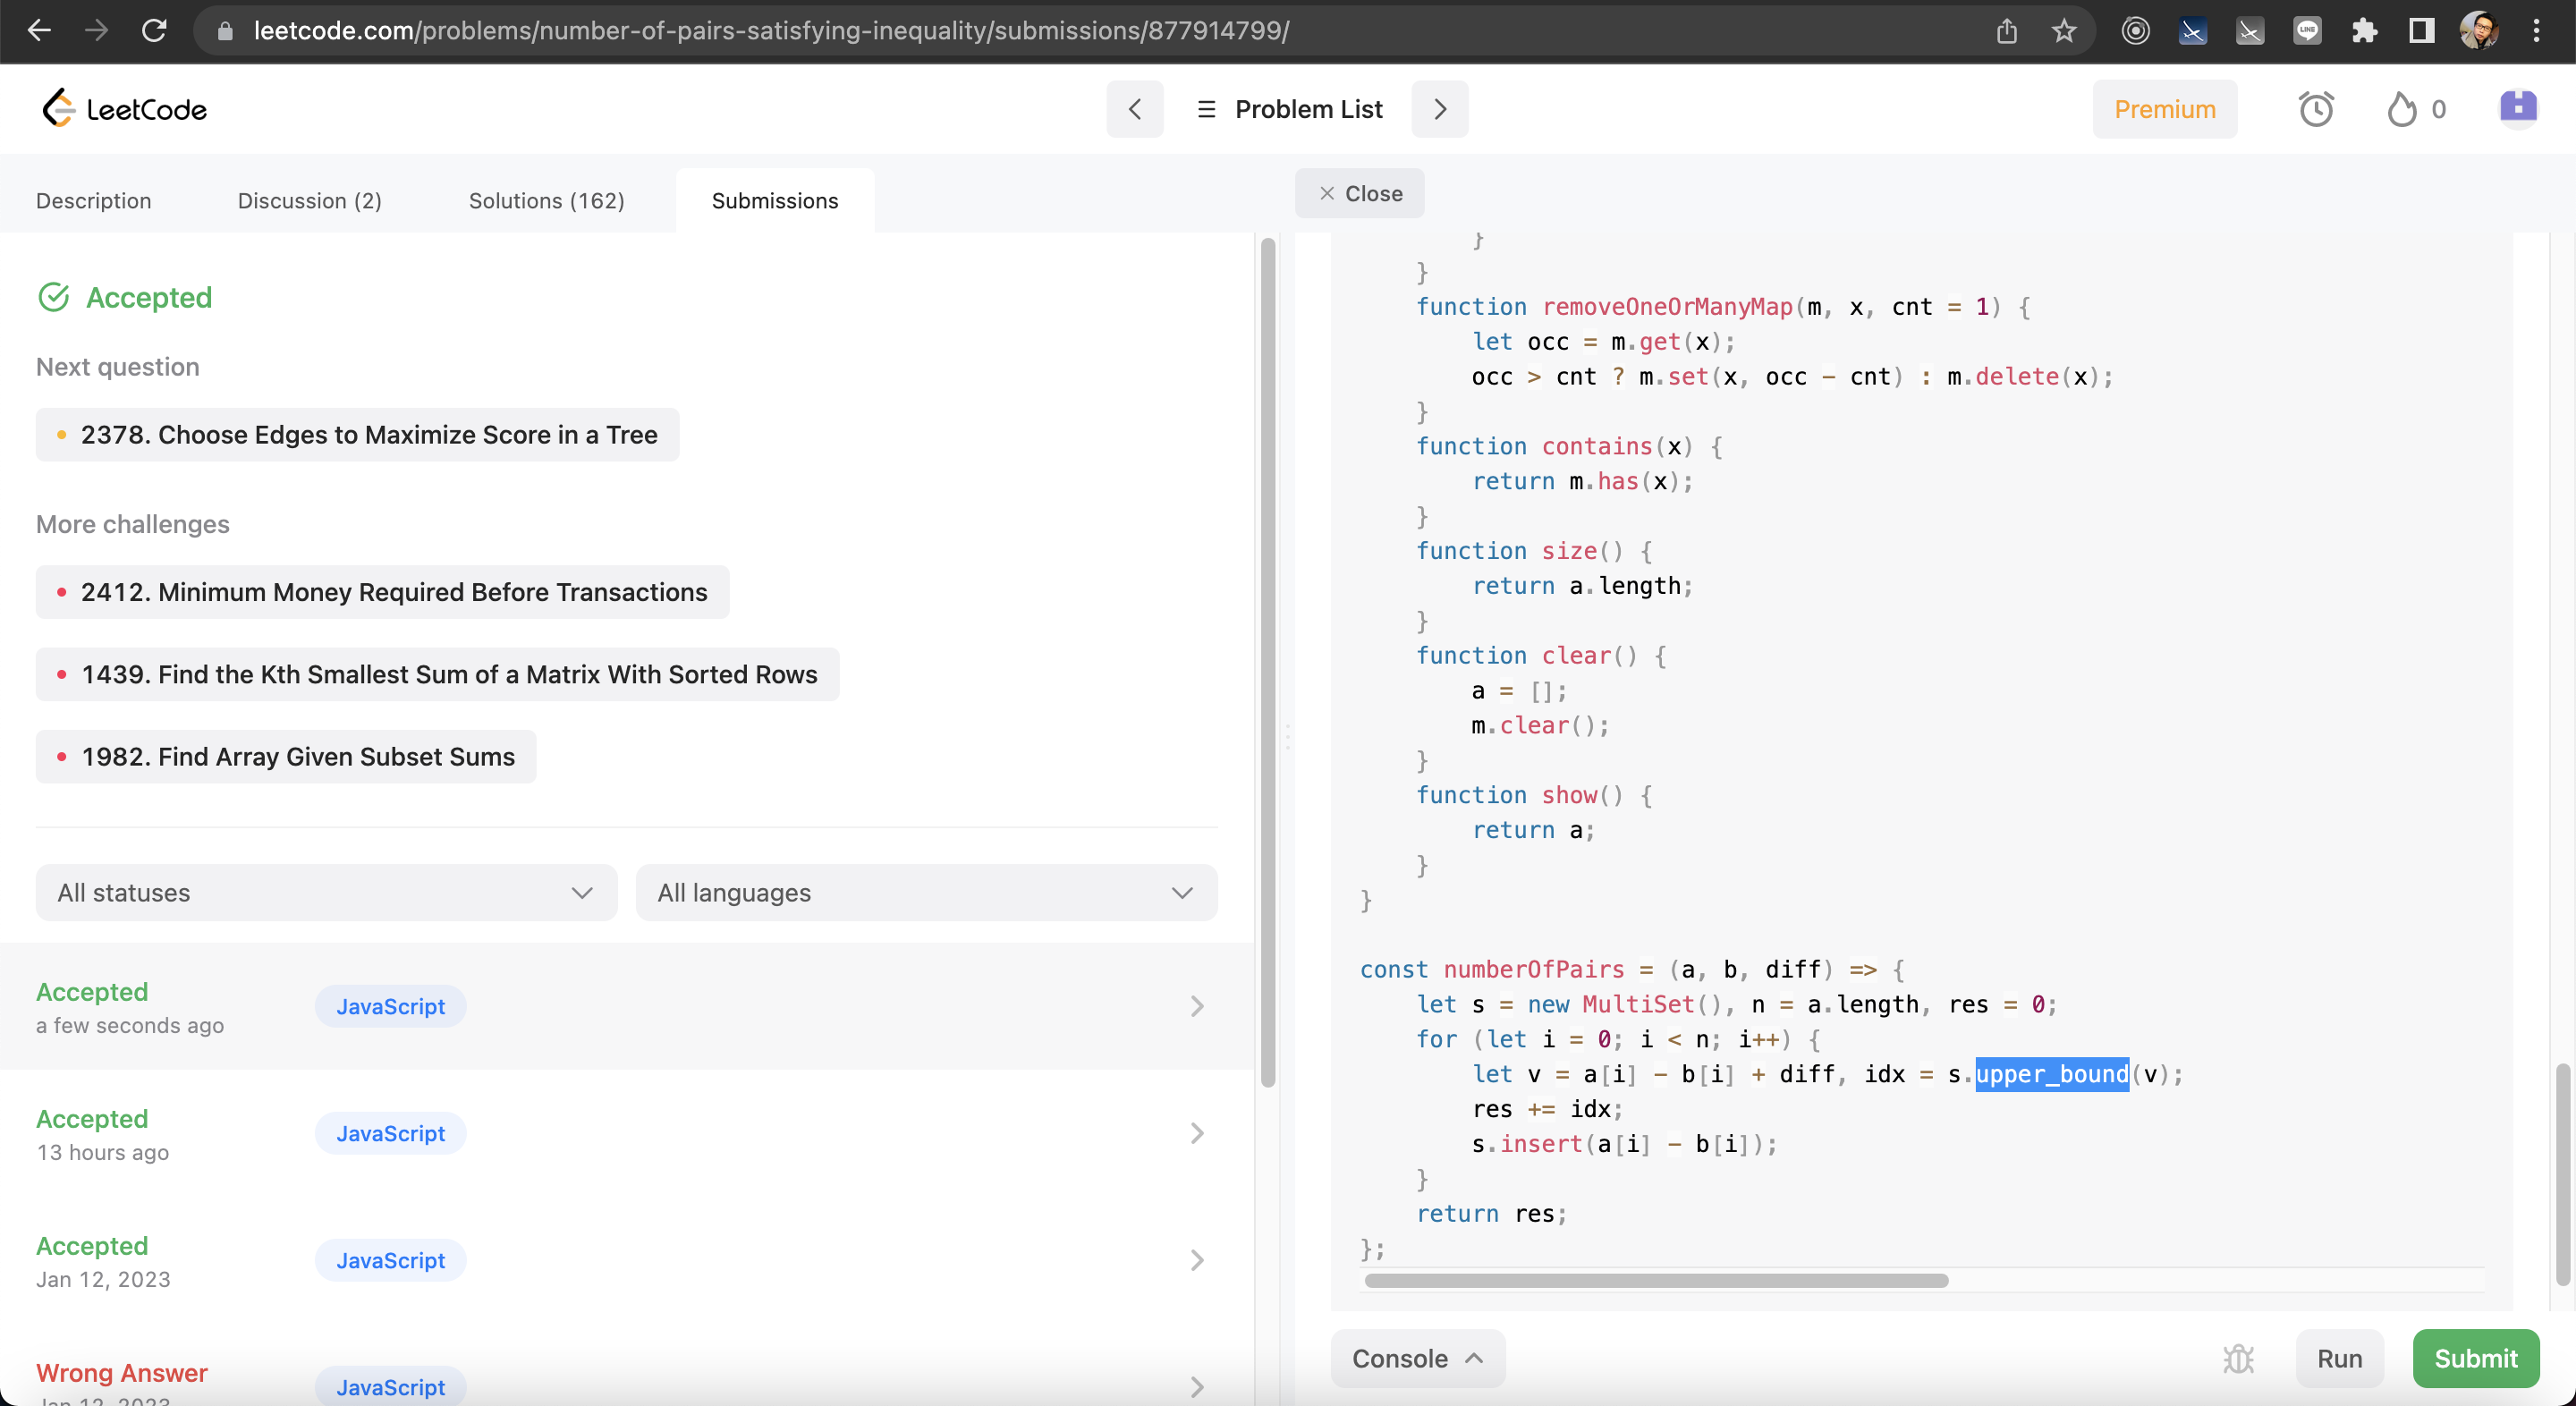 leetcode.com/problems/number-of-pairs-satisfying-inequality/submissions/877914799/
LINE
LeetCode
Problem List
Premium
0
Description
Discussion (2)
Solutions (162)
Submissions
Close
Accepted
Next question
2378. Choose Edges to Maximize Score in a Tree
More challenges
2412. Minimum Money Required Before Transactions
1439. Find the Kth Smallest Sum of a Matrix With Sorted Rows
1982. Find Array Given Subset Sums
All statuses
All languages
Accepted
a few seconds ago
JavaScript
Accepted
13 hours ago
JavaScript
Accepted
Jan 12, 2023
JavaScript
Wrong Answer
Jan 12, 2023
JavaScript
}
}
function removeOneOrManyMap(m, x, cnt = 1) {
let occ = m.get(x);
occ > cnt ? m.set(x, occ - cnt) : m.delete(x);
}
function contains(x) {
return m.has(x);
}
function size() {
return a.length;
}
function clear() {
a = [];
m.clear();
}
function show() {
return a;
}
}
const numberOfPairs = (a, b, diff) => {
let s = new MultiSet(), n = a.length, res = 0;
for (let i = 0; i < n; i++) {
let v = a[i] - b[i] + diff, idx = s.upper_bound(v);
res += idx;
s.insert(a[i] - b[i]);
}
return res;
};
Console
Run
Submit